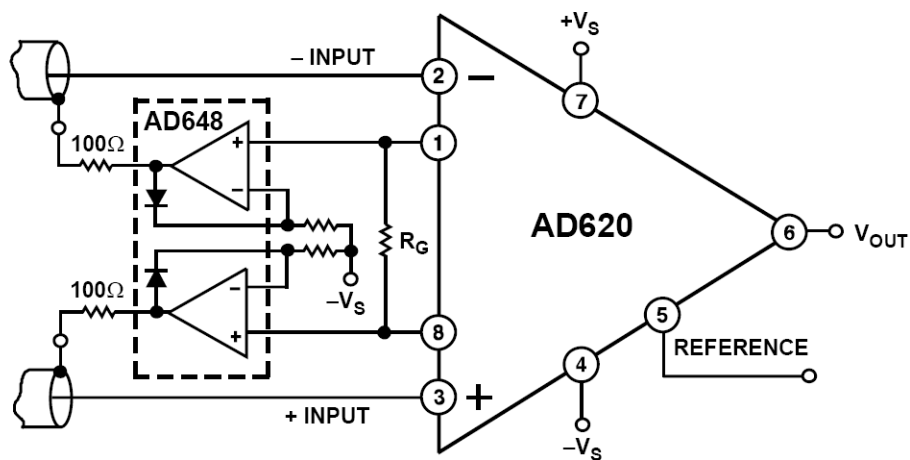 +VS
– INPUT
2
–
7
AD648
100Ω
+
1
–
RG
AD620
6
VOUT
–VS
100Ω
–
+
8
5
REFERENCE
4
3
+
+ INPUT
–VS